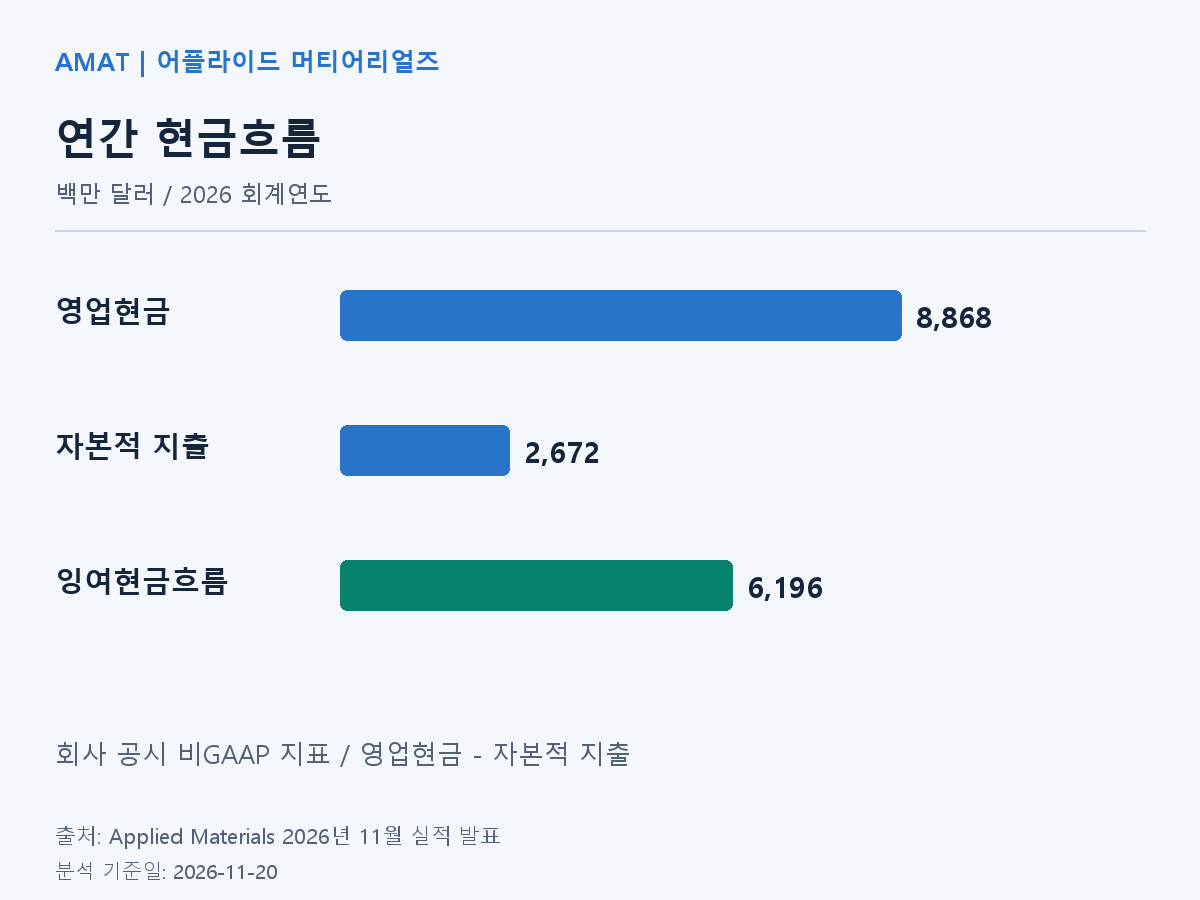 AMAT | 어플라이드 머티어리얼즈
연간 현금흐름
백만 달러 / 2026 회계연도
영업현금
8,868
자본적 지출
2,672
잉여현금흐름
6,196
회사 공시 비GAAP 지표 / 영업현금 - 자본적 지출
출처: Applied Materials 2026년 11월 실적 발표
분석 기준일: 2026-11-20